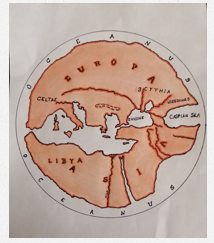 OCEANUS
EUROPA
SCYTHIA
CELTAE
CASPIAN SEA
LIBYA
ASIA
OCEANUS